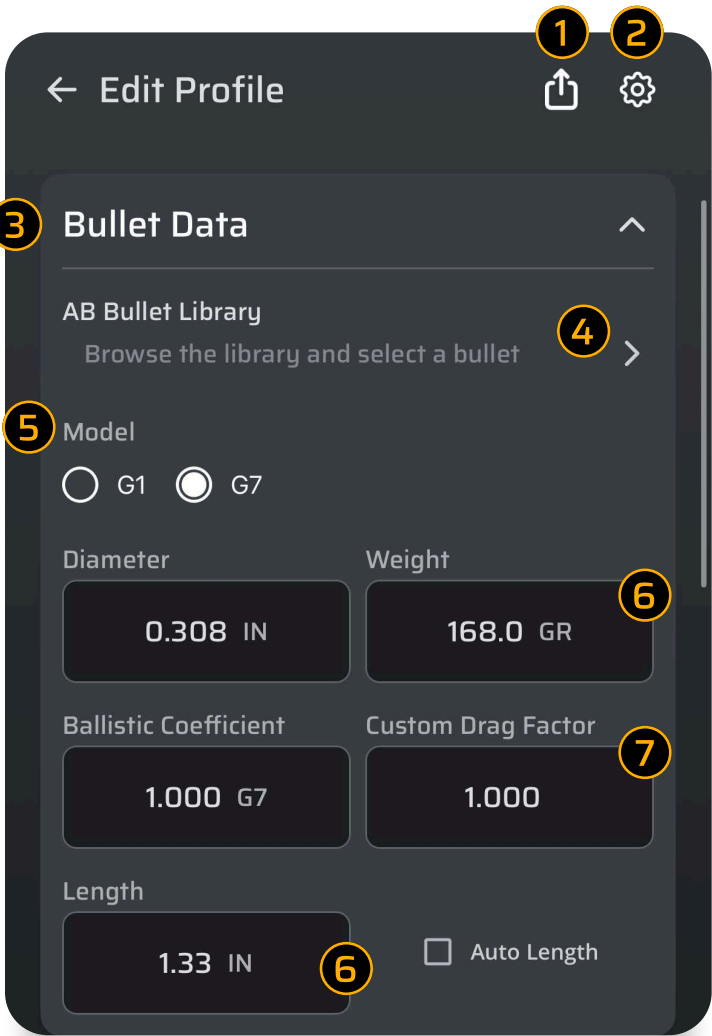 1 2
Edit Profile
3 Bullet Data
AB Bullet Library
4
Browse the library and select a bullet
5 Model
G1 G7
Diameter Weight
6
0.308 IN 168.0 GR
Ballistic Coefficient Custom Drag Factor
7
1.000 G7 1.000
Length
1.33 IN 6 Auto Length